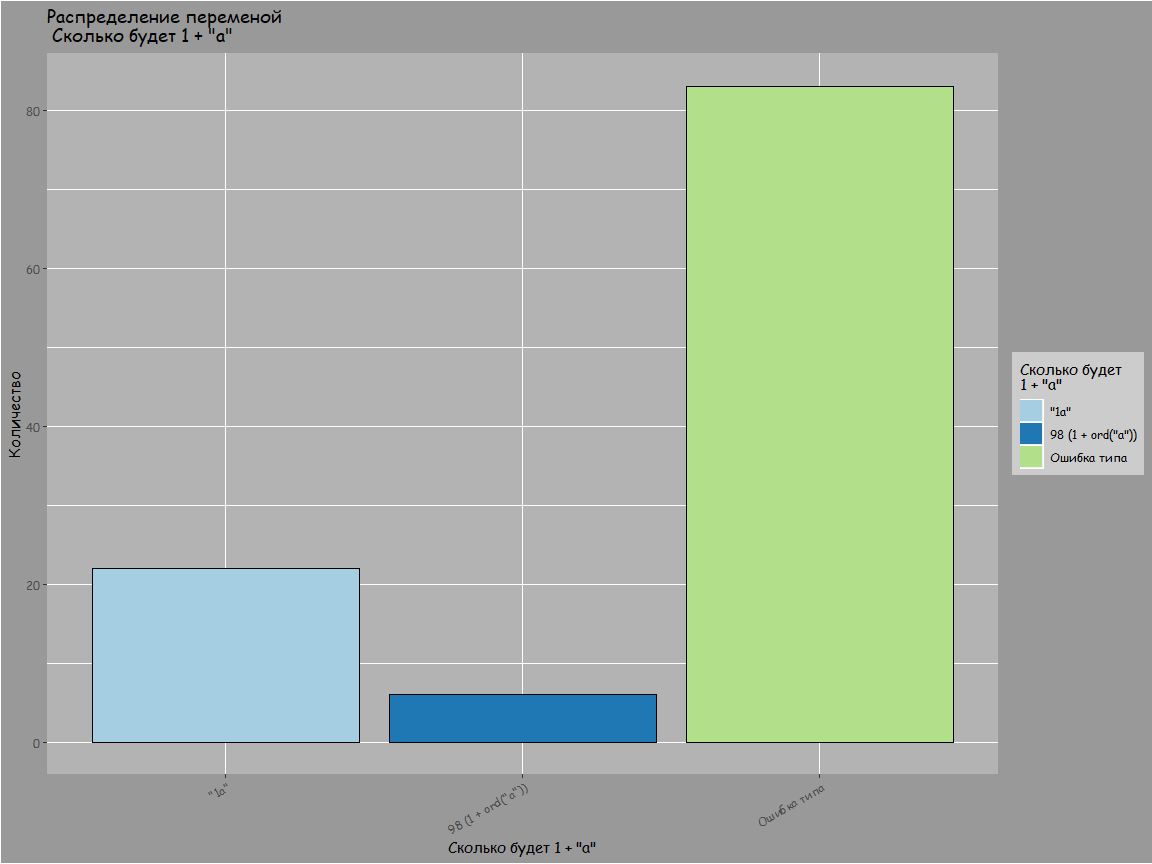 Распределение переменой
Сколько будет 1 + "a"
Количество
80
60
40
20
0
"1a"
98 (1 + ord("a"))
Ошибка типа
Сколько будет 1 + "a"
Сколько будет
1 + "a"
"1a"
98 (1 + ord("a"))
Ошибка типа